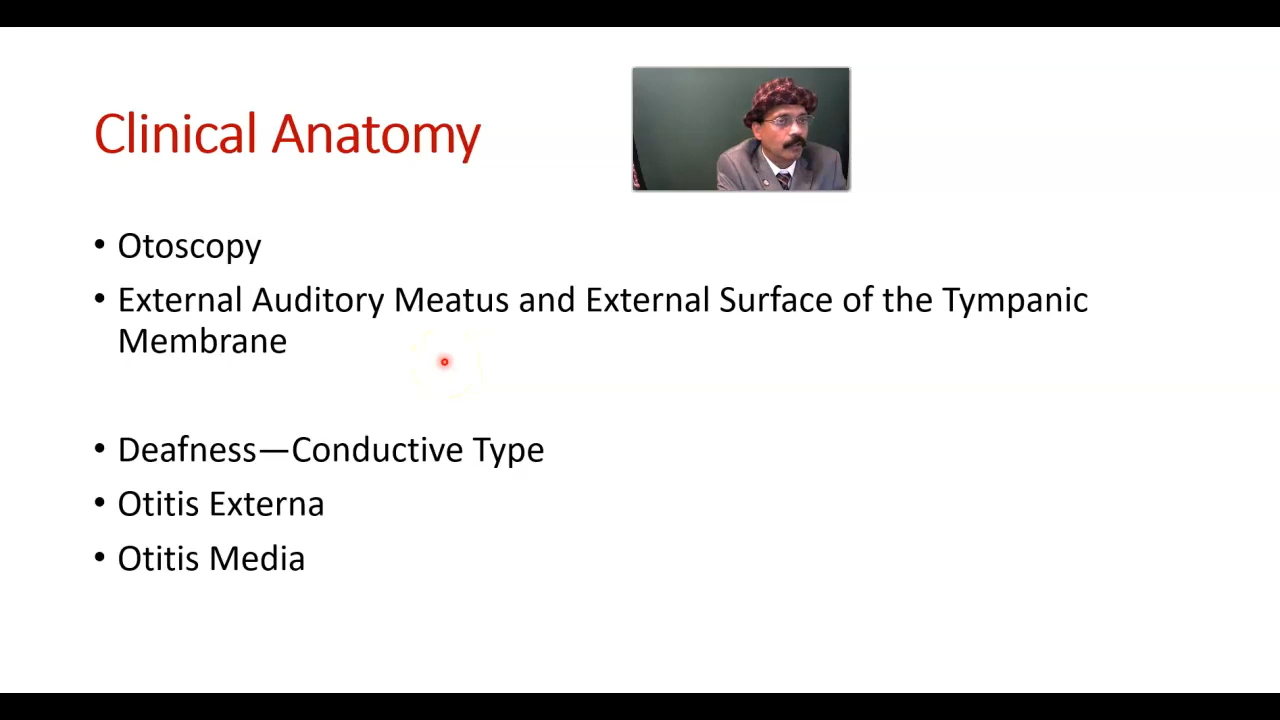 Clinical Anatomy
• Otoscopy
• External Auditory Meatus and External Surface of the Tympanic
Membrane
• Deafness—Conductive Type
• Otitis Externa
• Otitis Media